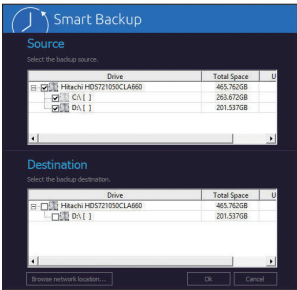 Smart Backup
Source
Select the backup source.
Drive Total Space U
Hitachi HDS721050CLA660 465.762GB
C:\ [ ] 263.672GB
D:\ [ ] 201.537GB
Destination
Select the backup destination.
Drive Total Space U
Hitachi HDS721050CLA660 465.762GB
D:\ [ ] 201.537GB
Browse network location... Ok Cancel